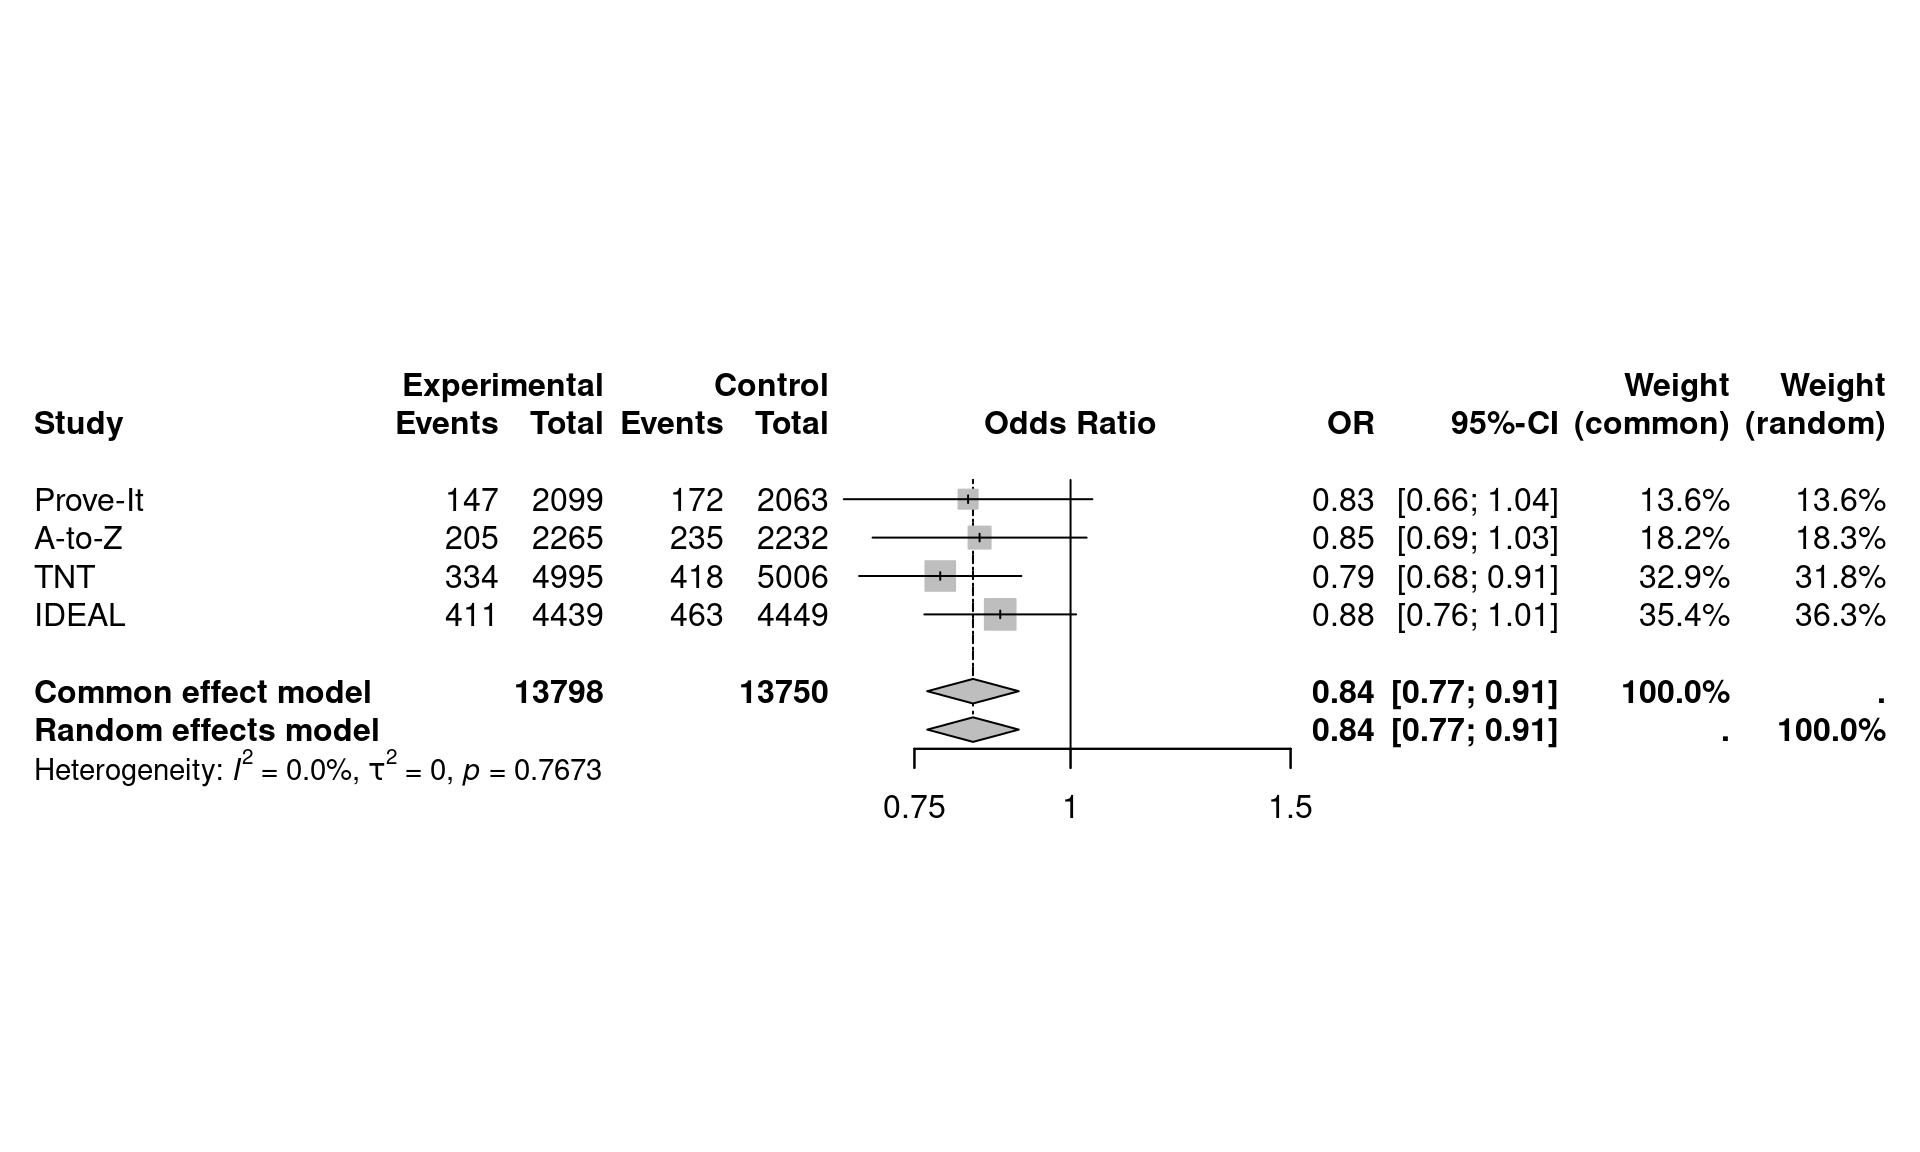 Experimental Control Weight Weight
Study Events Total Events Total Odds Ratio OR 95%-CI (common) (random)
Prove-It 147 2099 172 2063 0.83 [0.66; 1.04] 13.6% 13.6%
A-to-Z 205 2265 235 2232 0.85 [0.69; 1.03] 18.2% 18.3%
TNT 334 4995 418 5006 0.79 [0.68; 0.91] 32.9% 31.8%
IDEAL 411 4439 463 4449 0.88 [0.76; 1.01] 35.4% 36.3%
Common effect model 13798 13750 0.84 [0.77; 0.91] 100.0% .
Random effects model 0.84 [0.77; 0.91] . 100.0%
Heterogeneity: I² = 0.0%, τ² = 0, p = 0.7673
0.75 1 1.5